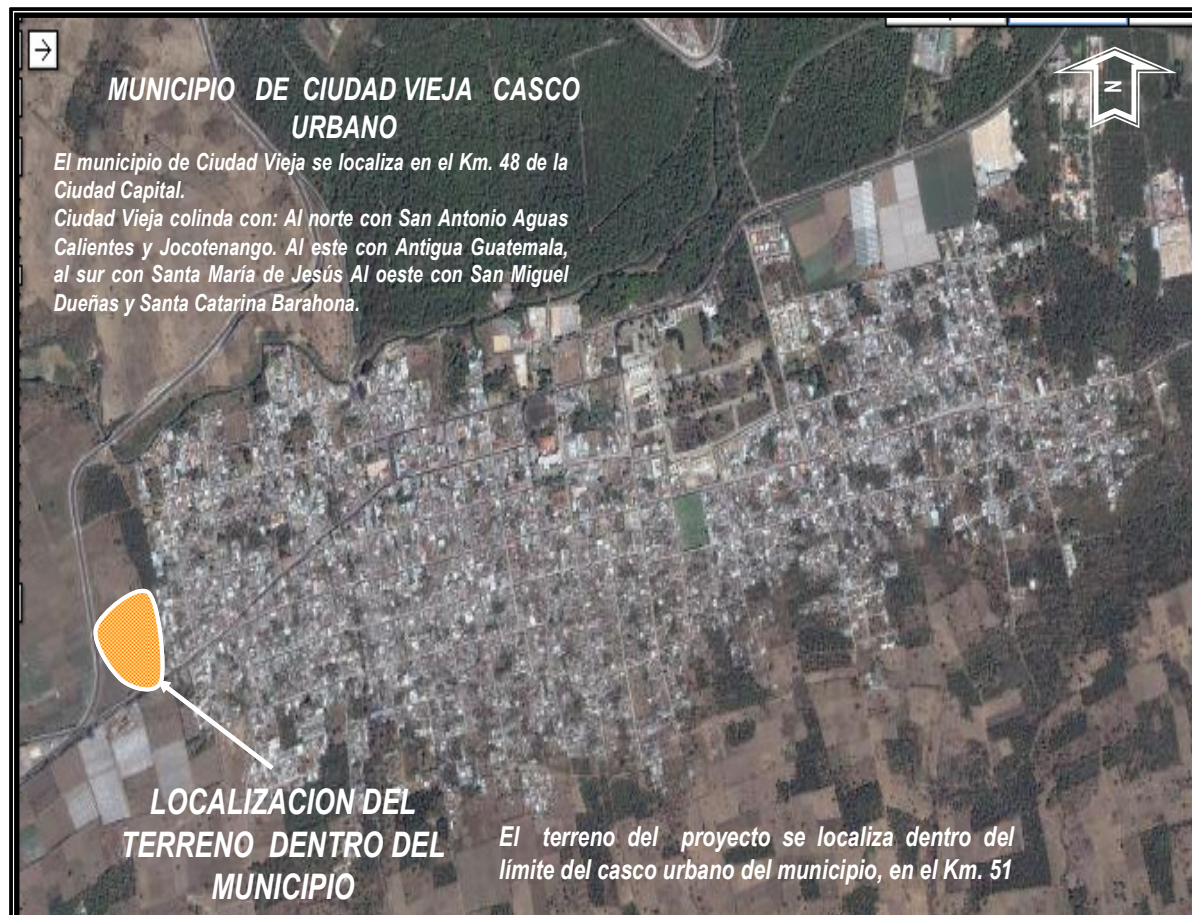 MUNICIPIO DE CIUDAD VIEJA CASCO
URBANO
El municipio de Ciudad Vieja se localiza en el Km. 48 de la
Ciudad Capital.
Ciudad Vieja colinda con: Al norte con San Antonio Aguas
Calientes y Jocotenango. Al este con Antigua Guatemala,
al sur con Santa María de Jesús Al oeste con San Miguel
Dueñas y Santa Catarina Barahona.
N
LOCALIZACION DEL
TERRENO DENTRO DEL
MUNICIPIO
El terreno del proyecto se localiza dentro del
límite del casco urbano del municipio, en el Km. 51